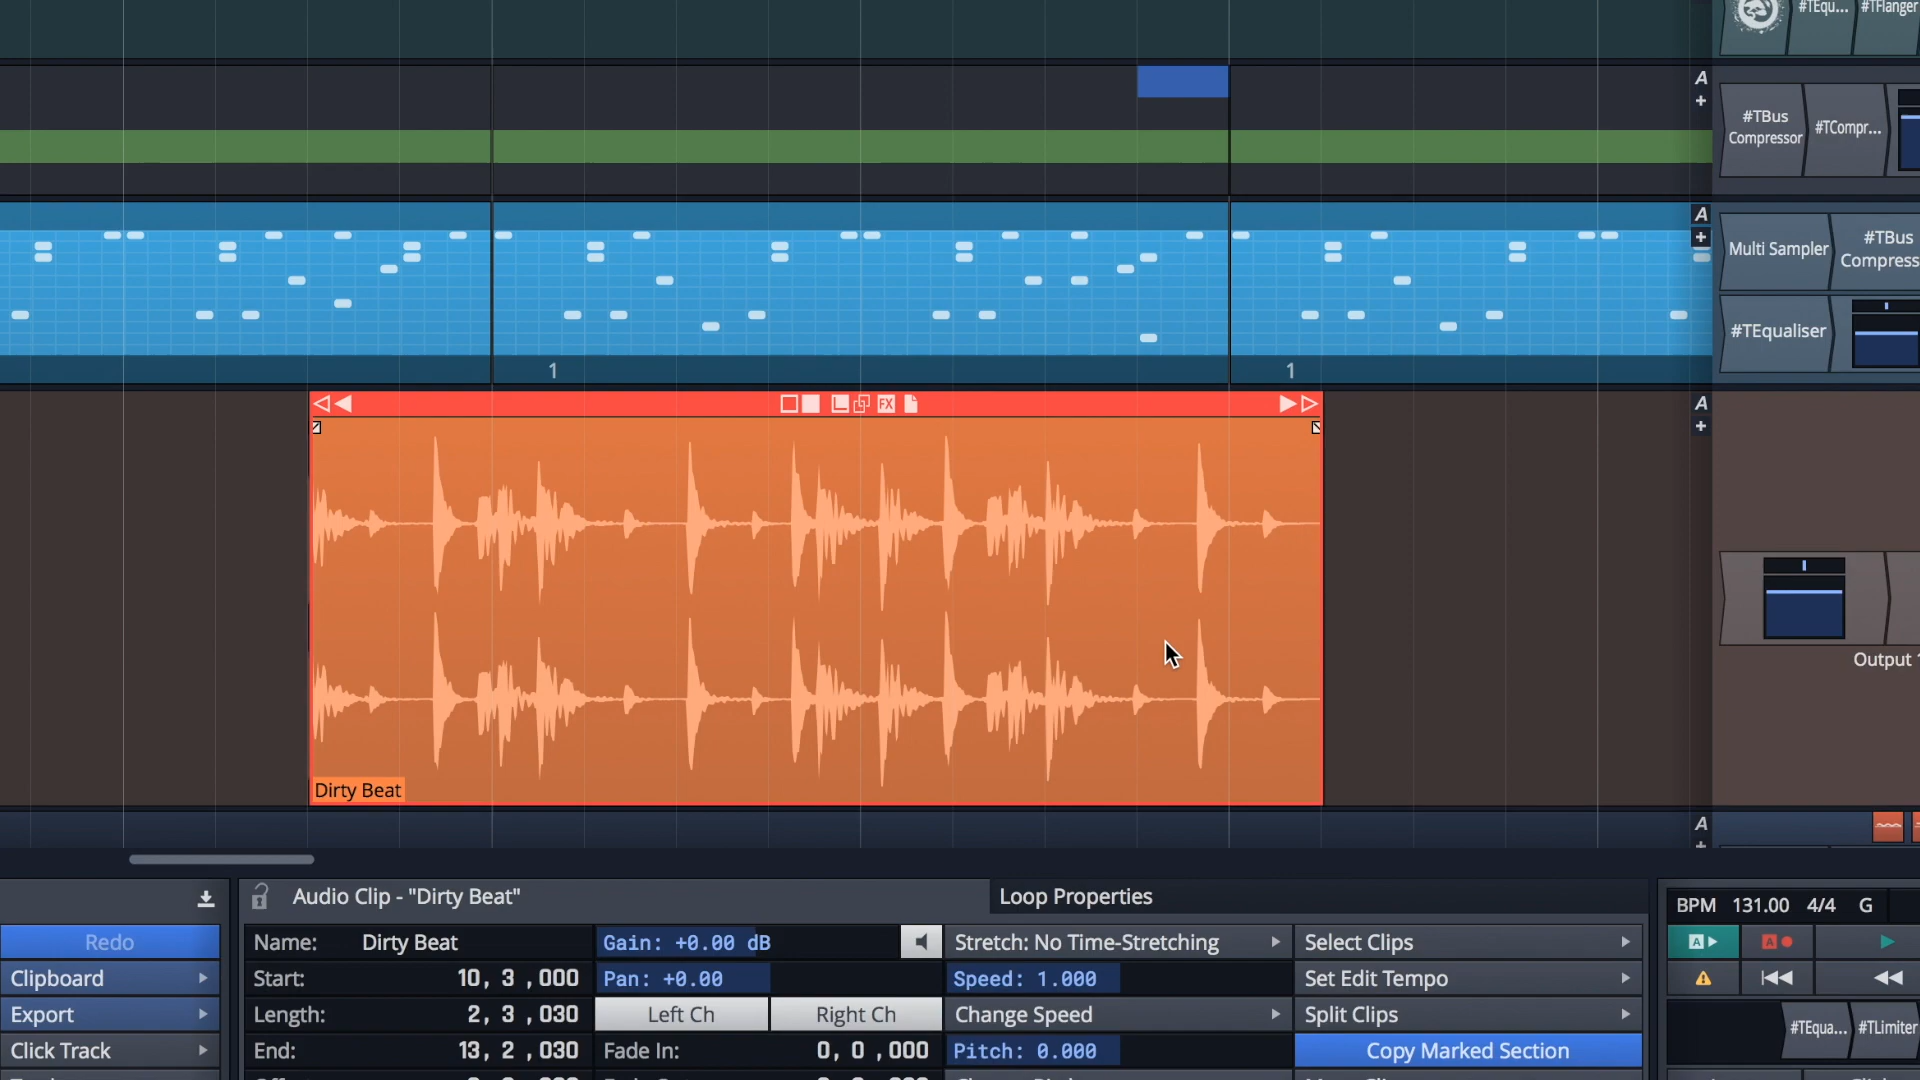 #TEqu... #TFlanger
A
+
#TBus Compressor
#TCompr...
A
+
Multi Sampler
#TBus
#TEqualiser
1
1
FX
A
+
Dirty Beat
Output
A
+
Audio Clip - "Dirty Beat"
Loop Properties
BPM 131.00 4/4 G
Redo
Name: Dirty Beat
Gain: +0.00 dB
Stretch: No Time-Stretching
Select Clips
A
A
Clipboard
Start: 10, 3 ,000
Pan: +0.00
Speed: 1.000
Set Edit Tempo
Export
Length: 2, 3 ,030
Left Ch
Right Ch
Change Speed
Split Clips
#TEqua... #TLimiter
Click Track
End: 13, 2 ,030
Fade In: 0, 0 ,000
Pitch: 0.000
Copy Marked Section